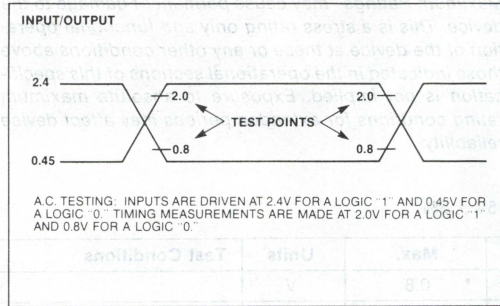 INPUT/OUTPUT
2.4
2.0
2.0
TEST POINTS
0.8
0.8
0.45
A.C. TESTING: INPUTS ARE DRIVEN AT 2.4V FOR A LOGIC "1" AND 0.45V FOR
A LOGIC "0." TIMING MEASUREMENTS ARE MADE AT 2.0V FOR A LOGIC "1"
AND 0.8V FOR A LOGIC "0."